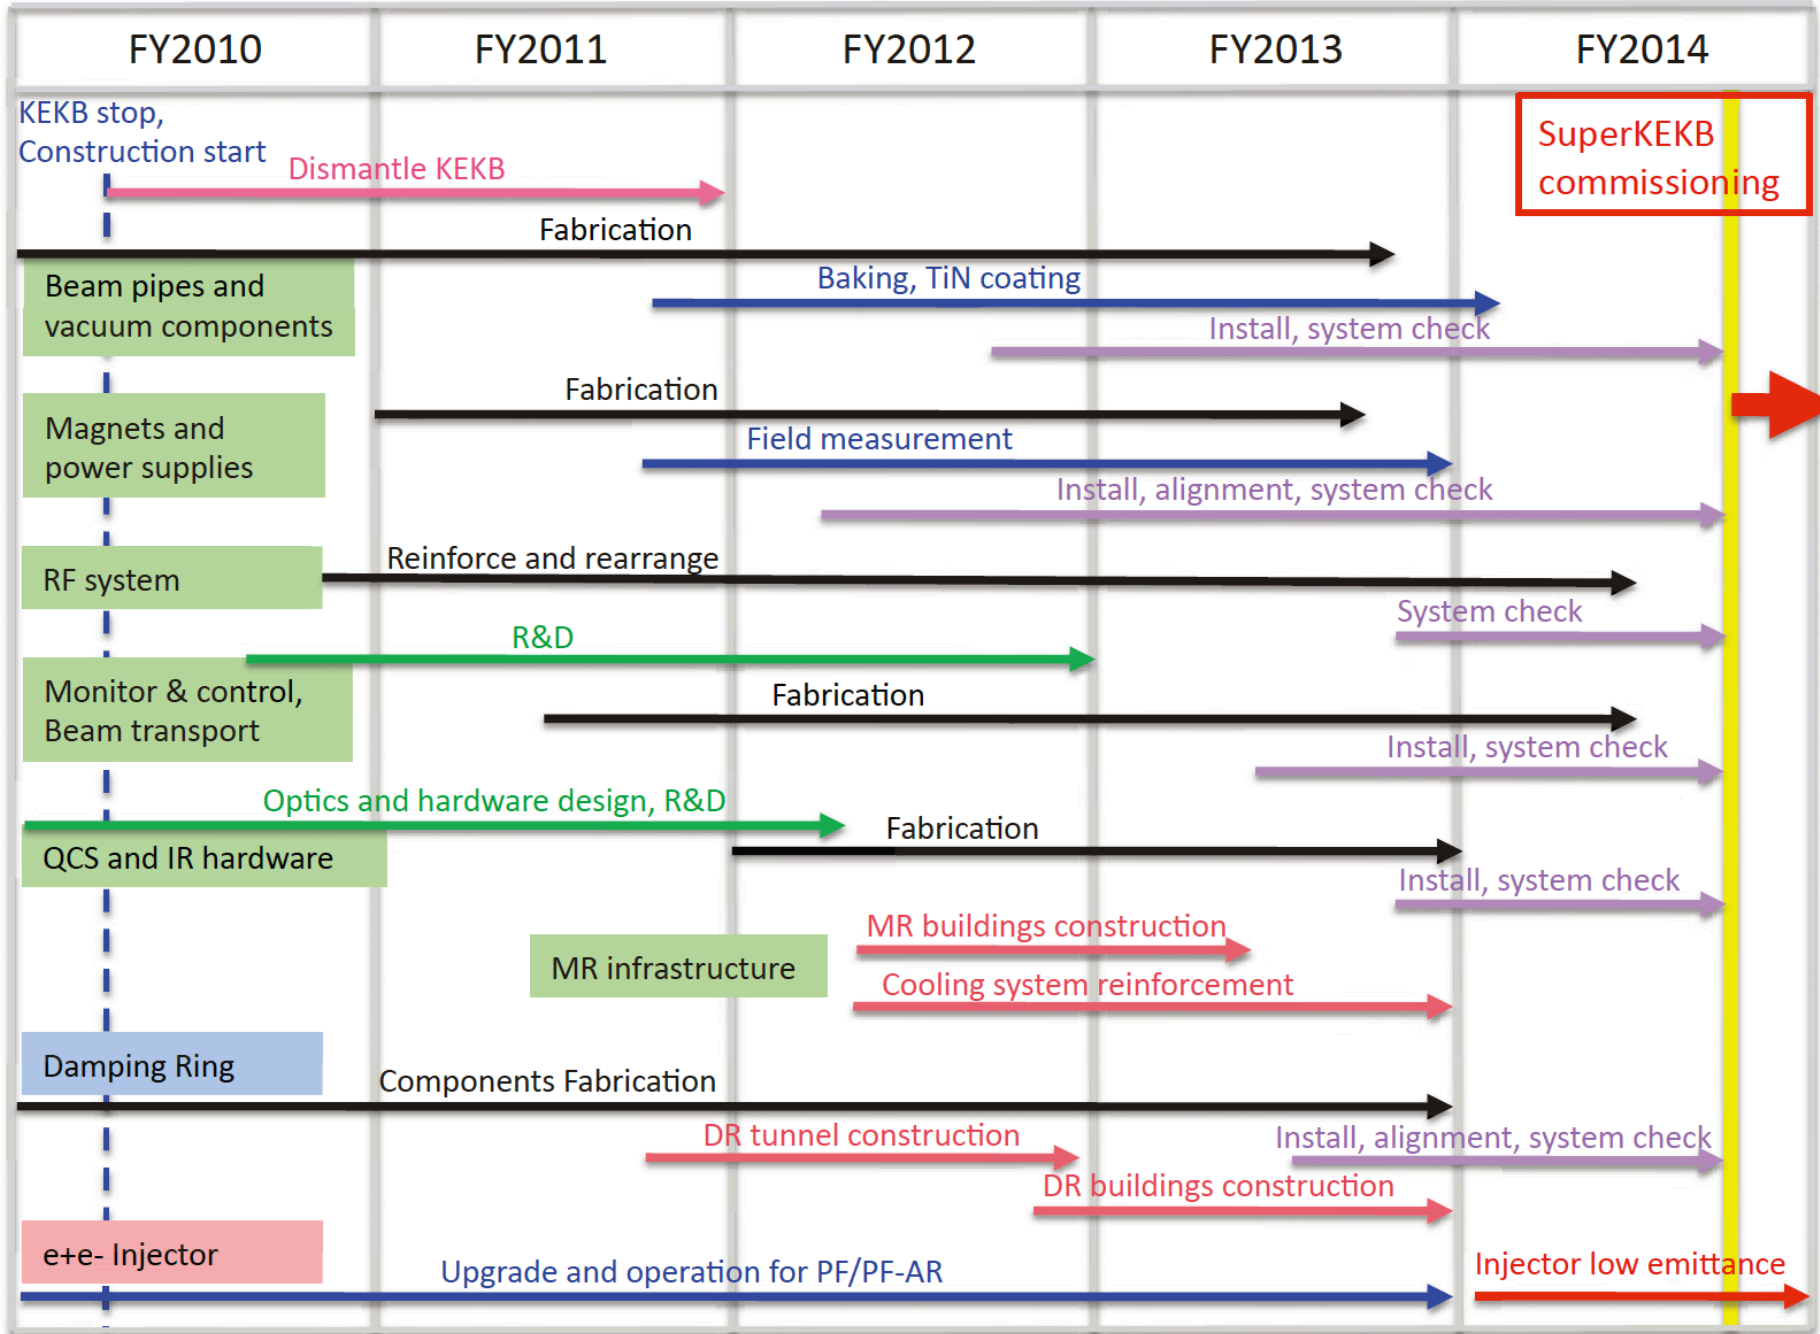 FY2010 FY2011 FY2012 FY2013 FY2014
KEKB stop,
Construction start
SuperKEKB
commissioning
Dismantle KEKB
Fabrication
Beam pipes and
vacuum components
Baking, TiN coating
Install, system check
Fabrication
Magnets and
power supplies
Field measurement
Install, alignment, system check
Reinforce and rearrange
RF system
System check
R&D
Monitor & control,
Beam transport
Fabrication
Install, system check
Optics and hardware design, R&D
Fabrication
QCS and IR hardware
Install, system check
MR buildings construction
MR infrastructure
Cooling system reinforcement
Damping Ring
Components Fabrication
DR tunnel construction
Install, alignment, system check
DR buildings construction
e+e- Injector
Upgrade and operation for PF/PF-AR
Injector low emittance